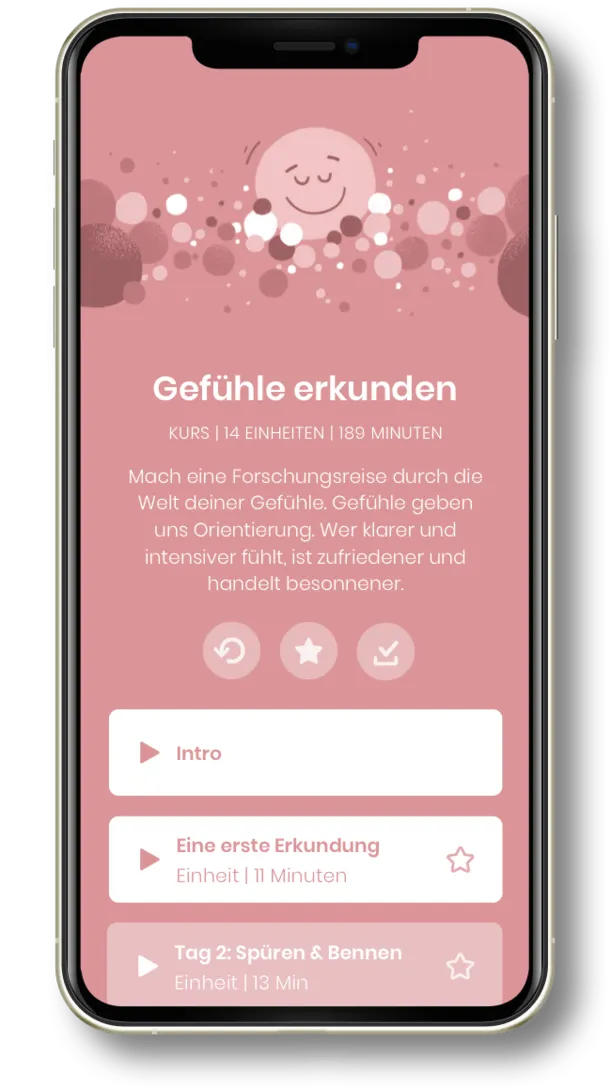 Gefühle erkunden
KURS | 14 EINHEITEN | 189 MINUTEN
Mach eine Forschungsreise durch die
Welt deiner Gefühle. Gefühle geben
uns Orientierung. Wer klarer und
intensiver fühlt, ist zufriedener und
handelt besonnener.
Intro
Eine erste Erkundung
Einheit | 11 Minuten
Tag 2: Spüren & Bennen
Einheit | 13 Min